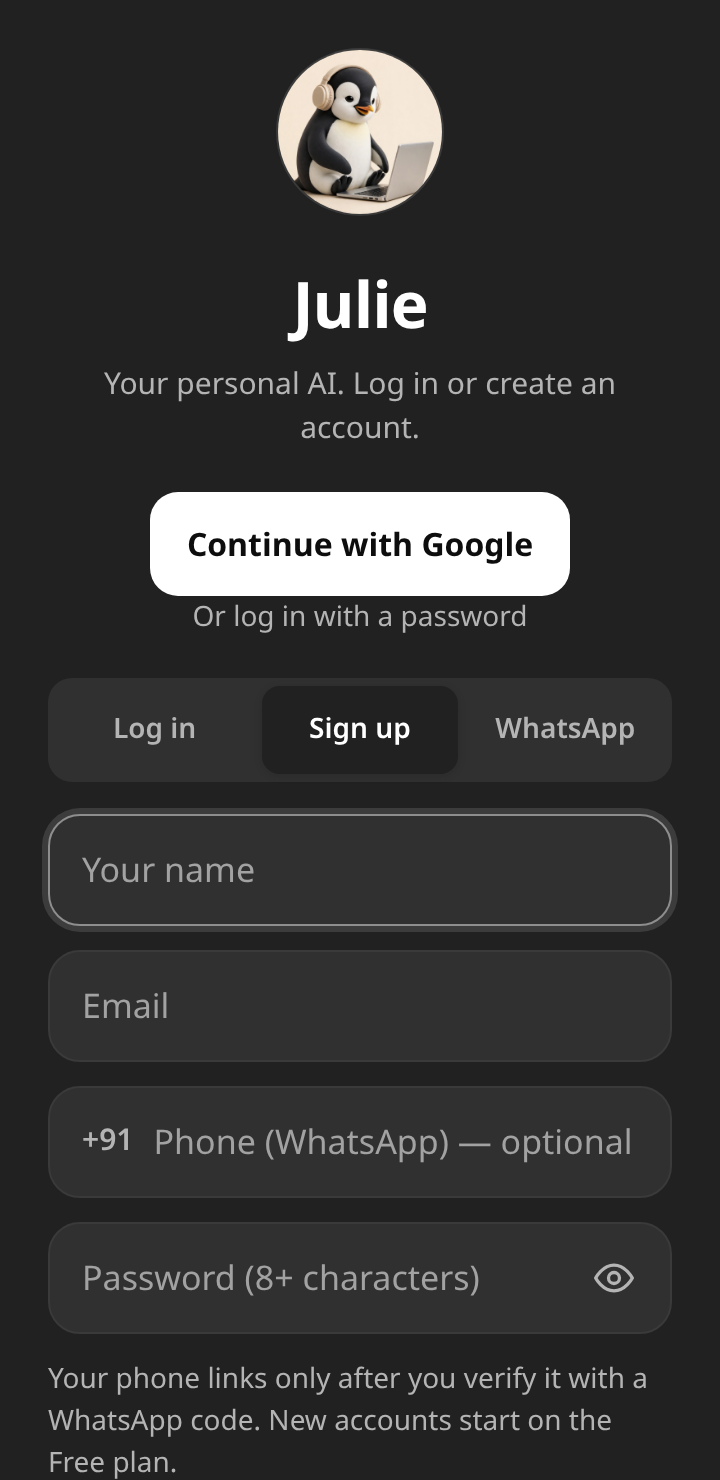 Julie
Your personal AI. Log in or create an
account.
Continue with Google
Or log in with a password
Log in
Sign up
WhatsApp
Your name
Email
+91 Phone (WhatsApp) — optional
Password (8+ characters)
Your phone links only after you verify it with a
WhatsApp code. New accounts start on the
Free plan.